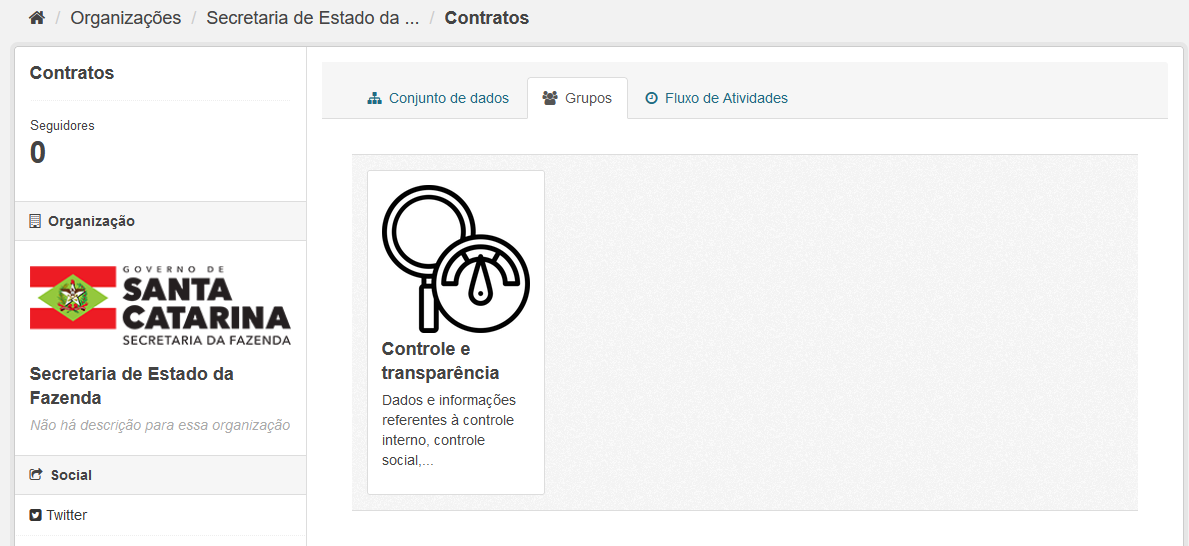 / Organizações / Secretaria de Estado da ... / Contratos
Contratos
Seguidores
0
Organização
GOVERNO DE
SANTA
CATARINA
SECRETARIA DA FAZENDA
Secretaria de Estado da
Fazenda
Não há descrição para essa organização
Social
Twitter
Conjunto de dados
Grupos
Fluxo de Atividades
Controle e
transparência
Dados e informações
referentes à controle
interno, controle
social,...